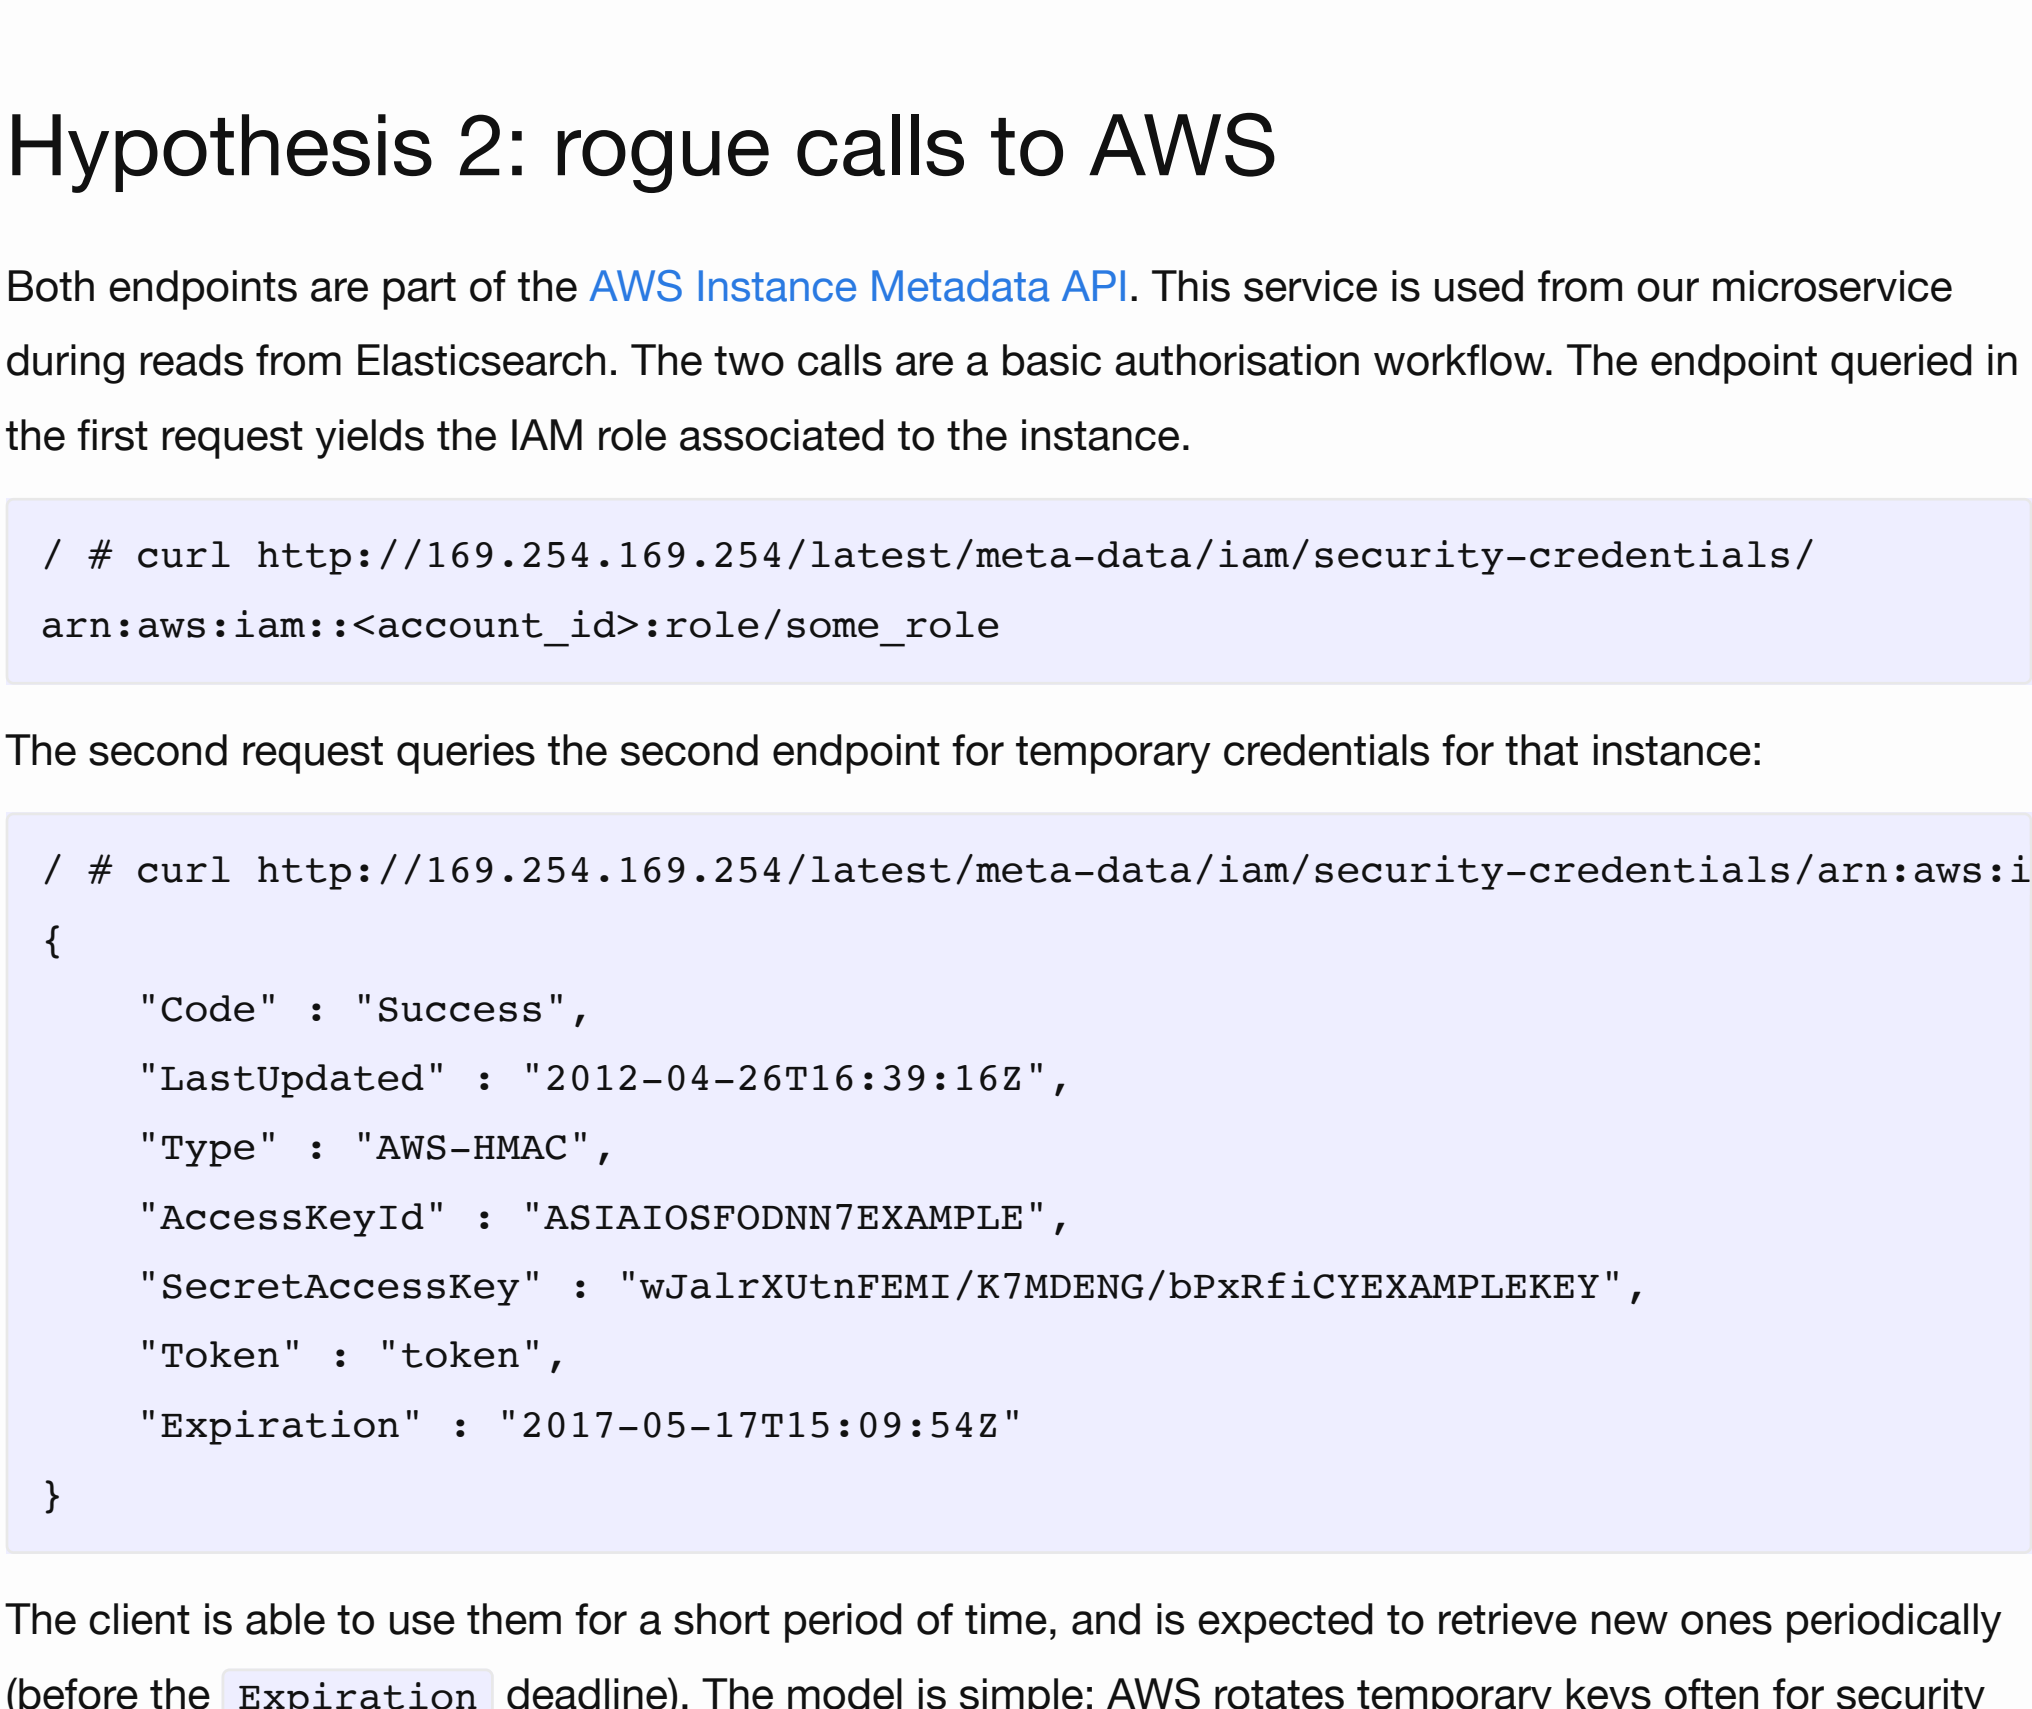 Hypothesis 2: rogue calls to AWS
Both endpoints are part of the AWS Instance Metadata API. This service is used from our microservice
during reads from Elasticsearch. The two calls are a basic authorisation workflow. The endpoint queried in
the first request yields the IAM role associated to the instance.
/ # curl http://169.254.169.254/latest/meta-data/iam/security-credentials/
arn:aws:iam::<account_id>:role/some_role
The second request queries the second endpoint for temporary credentials for that instance:
/ # curl http://169.254.169.254/latest/meta-data/iam/security-credentials/arn:aws:i
{
    "Code" : "Success",
    "LastUpdated" : "2012-04-26T16:39:16Z",
    "Type" : "AWS-HMAC",
    "AccessKeyId" : "ASIAIOSFODNN7EXAMPLE",
    "SecretAccessKey" : "wJalrXUtnFEMI/K7MDENG/bPxRfiCYEXAMPLEKEY",
    "Token" : "token",
    "Expiration" : "2017-05-17T15:09:54Z"
}
The client is able to use them for a short period of time, and is expected to retrieve new ones periodically
(before the Expiration deadline). The model is simple: AWS rotates temporary keys often for security